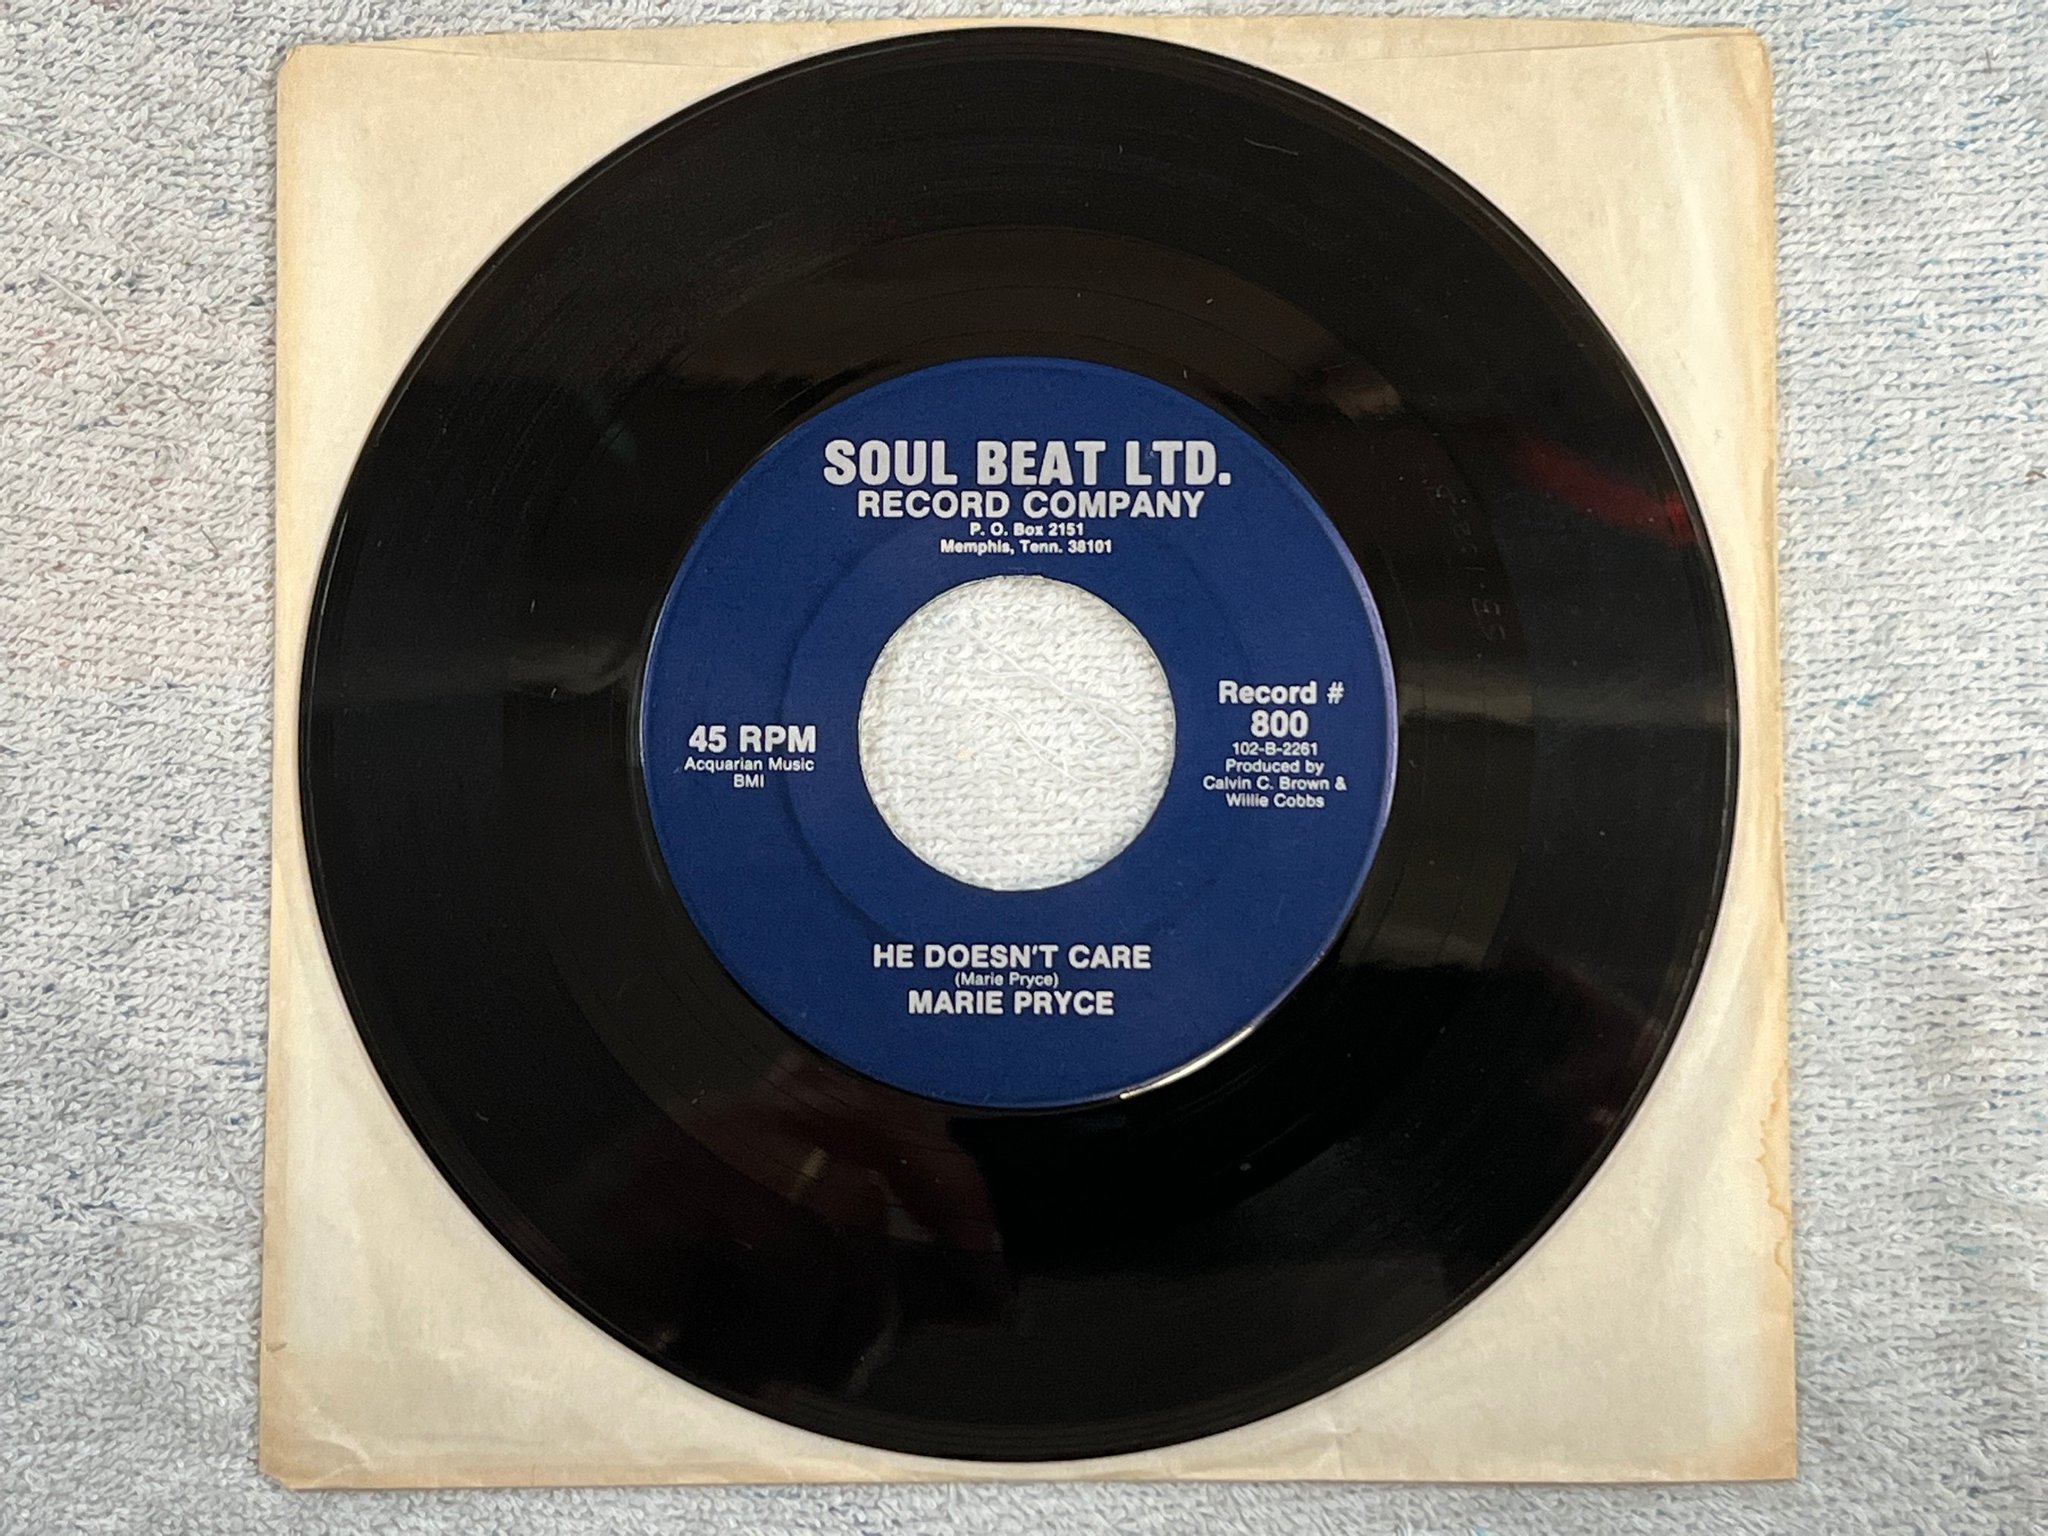 SOUL BEAT LTD.
RECORD COMPANY
P. O. Box 2151
Memphis, Tenn. 38101
45 RPM
Acquarian Music
BMI
Record #
800
102-B-2261
Produced by
Calvin C. Brown &
Willie Cobbs
HE DOESN'T CARE
(Marie Pryce)
MARIE PRYCE